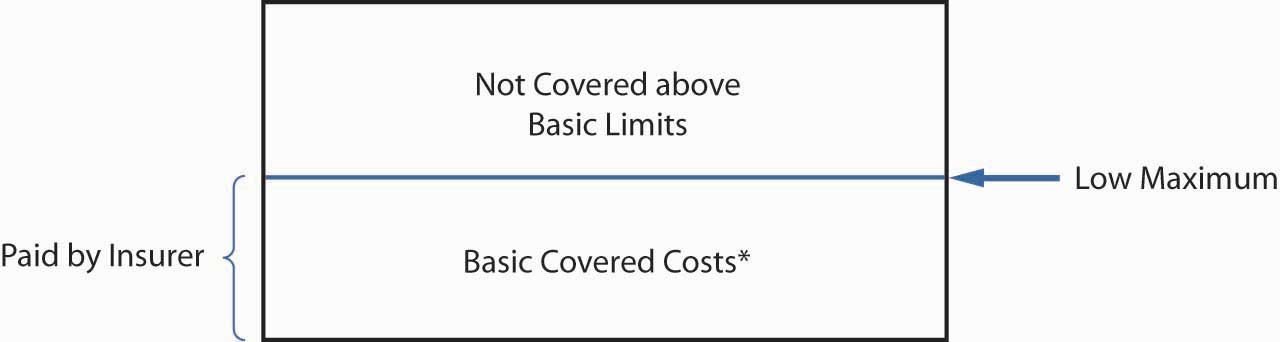 Not Covered above
Basic Limits
Low Maximum
Paid by Insurer
Basic Covered Costs*